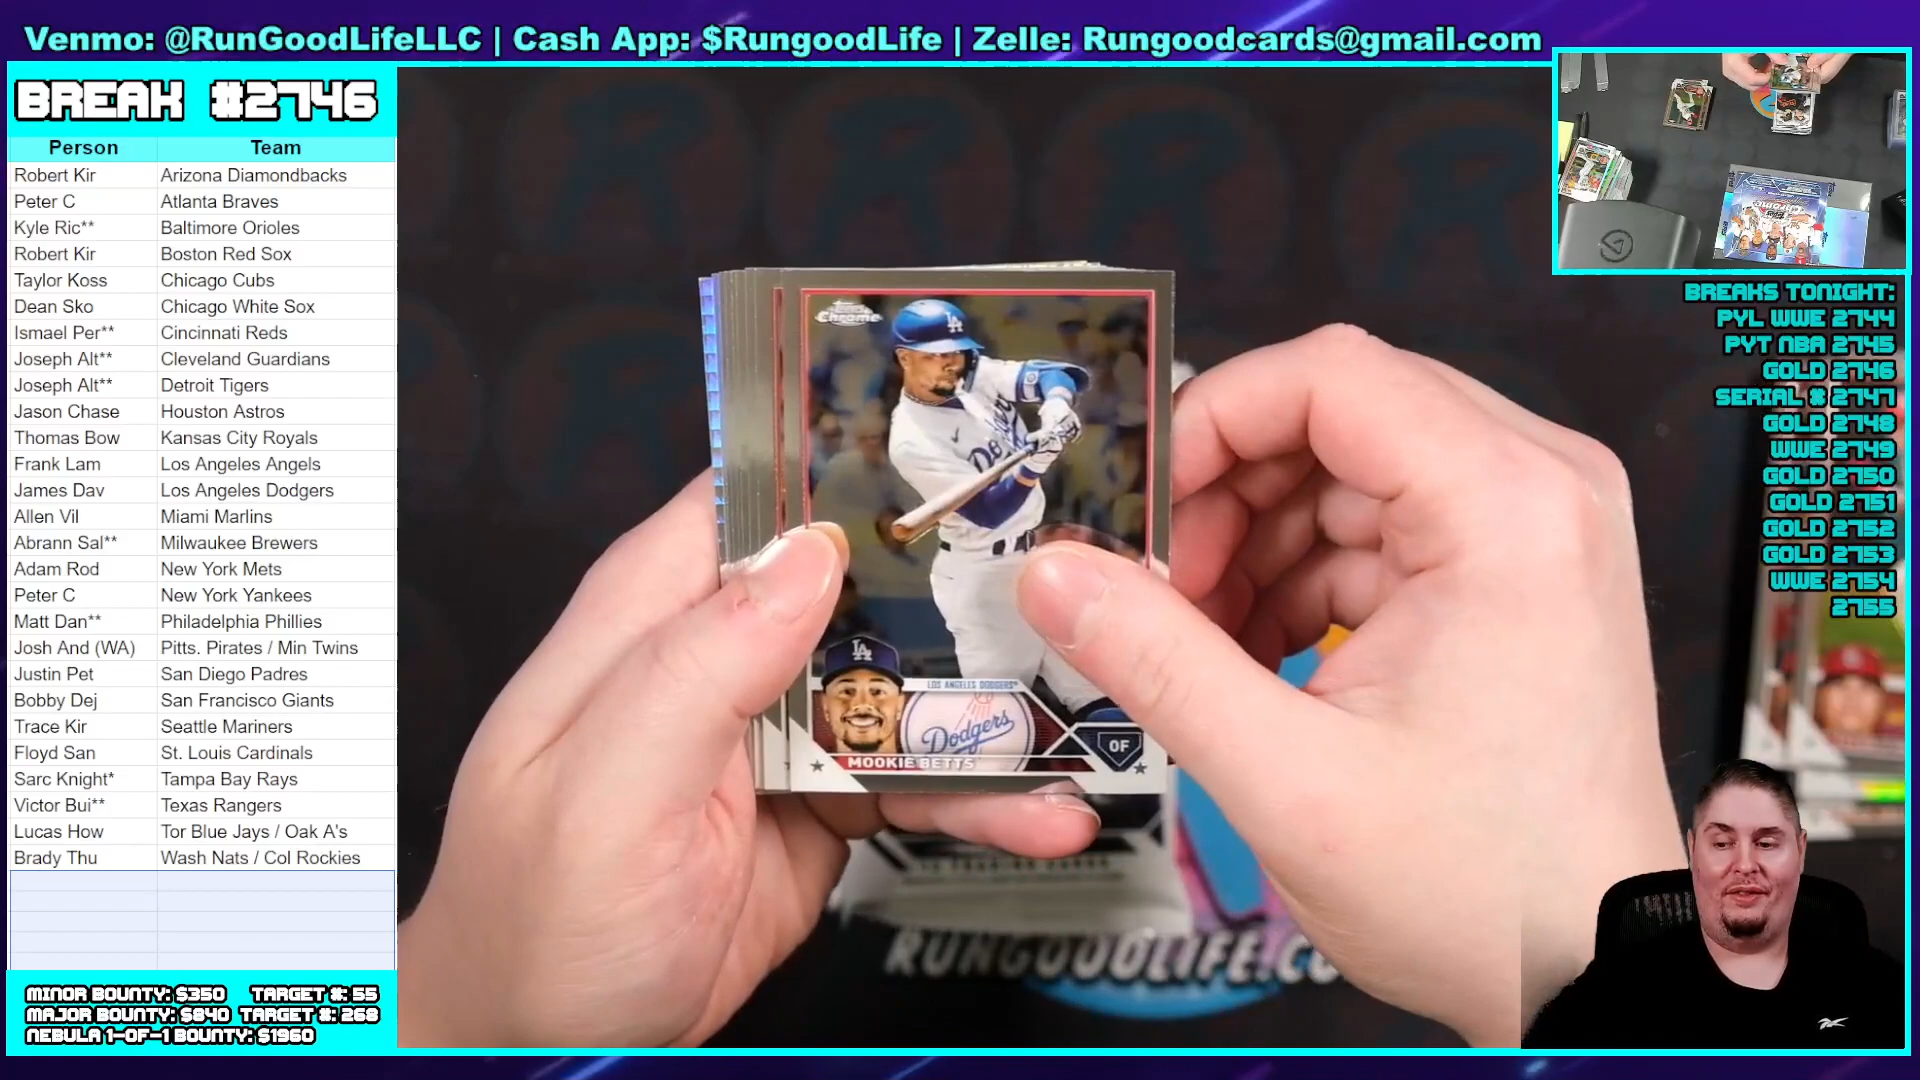 Venmo: @RunGoodLifeLLC | Cash App: $RungoodLife | Zelle: Rungoodcards@gmail.com
BREAK #2746
Person Team
Robert Kir Arizona Diamondbacks
Peter C Atlanta Braves
Kyle Ric** Baltimore Orioles
Robert Kir Boston Red Sox
Taylor Koss Chicago Cubs
Dean Sko Chicago White Sox
Ismael Per** Cincinnati Reds
Joseph Alt** Cleveland Guardians
Joseph Alt** Detroit Tigers
Jason Chase Houston Astros
Thomas Bow Kansas City Royals
Frank Lam Los Angeles Angels
James Dav Los Angeles Dodgers
Allen Vil Miami Marlins
Abrann Sal** Milwaukee Brewers
Adam Rod New York Mets
Peter C New York Yankees
Matt Dan** Philadelphia Phillies
Josh And (WA) Pitts. Pirates / Min Twins
Justin Pet San Diego Padres
Bobby Dej San Francisco Giants
Trace Kir Seattle Mariners
Floyd San St. Louis Cardinals
Sarc Knight* Tampa Bay Rays
Victor Bui** Texas Rangers
Lucas How Tor Blue Jays / Oak A's
Brady Thu Wash Nats / Col Rockies
MINOR BOUNTY: $350 TARGET #: 55
MAJOR BOUNTY: $840 TARGET #: 268
NEBULA 1-OF-1 BOUNTY: $1960
Topps
Chrome
LA
Dodgers
LA
LOS ANGELES DODGERS
Dodgers
OF
MOOKIE BETTS
RUNGOODLIFE.CO
BREAKS TONIGHT:
PYL WWE 2744
PYT NBA 2745
GOLD 2746
SERIAL # 2747
GOLD 2748
WWE 2749
GOLD 2750
GOLD 2751
GOLD 2752
GOLD 2753
WWE 2754
2755